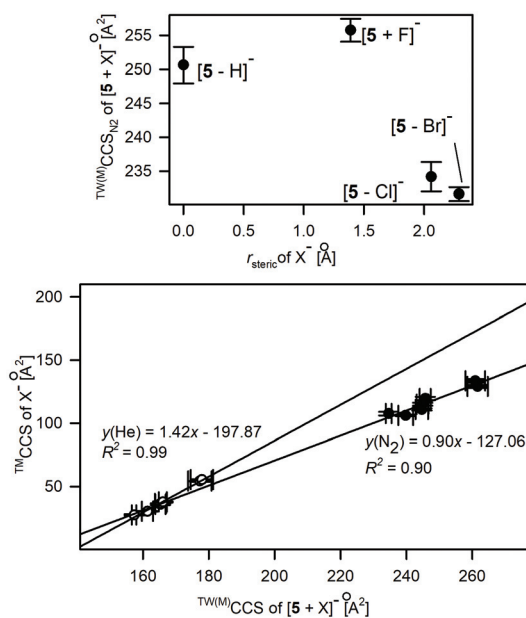 255
250
245
240
235
TW(M)CCSN2 of [5 + X]- [Å2]
[5 + F]-
[5 - H]-
[5 - Br]-
[5 - Cl]-
0.0 0.5 1.0 1.5 2.0
rsteric of X- [Å]
200
150
100
50
TMCCS of X- [Å2]
y(He) = 1.42x - 197.87
R2 = 0.99
y(N2) = 0.90x - 127.06
R2 = 0.90
160 180 200 220 240 260
TW(M)CCS of [5 + X]- [Å2]